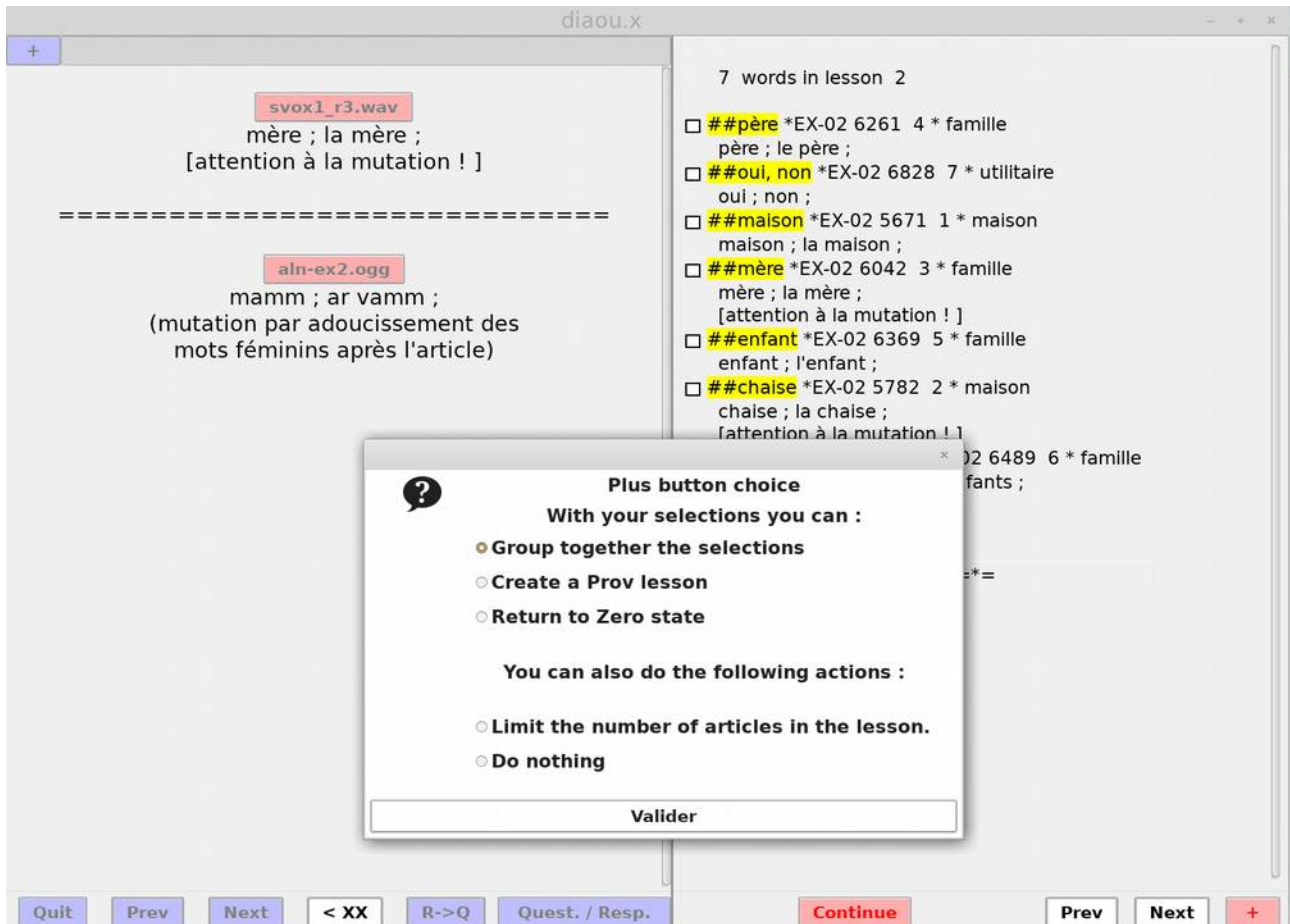 diaou.x
+
svox1_r3.wav
mère ; la mère ;
[attention à la mutation ! ]
==============================
aln-ex2.ogg
mamm ; ar vamm ;
(mutation par adoucissement des
mots féminins après l'article)
7 words in lesson 2
##père *EX-02 6261 4 * famille
père ; le père ;
##oui, non *EX-02 6828 7 * utilitaire
oui ; non ;
##maison *EX-02 5671 1 * maison
maison ; la maison ;
##mère *EX-02 6042 3 * famille
mère ; la mère ;
[attention à la mutation ! ]
##enfant *EX-02 6369 5 * famille
enfant ; l'enfant ;
##chaise *EX-02 5782 2 * maison
chaise ; la chaise ;
[attention à la mutation ! ]
02 6489 6 * famille
fants ;
=*=
Plus button choice
With your selections you can :
Group together the selections
Create a Prov lesson
Return to Zero state
You can also do the following actions :
Limit the number of articles in the lesson.
Do nothing
Valider
Quit Prev Next < XX R->Q Quest. / Resp. Continue Prev Next +